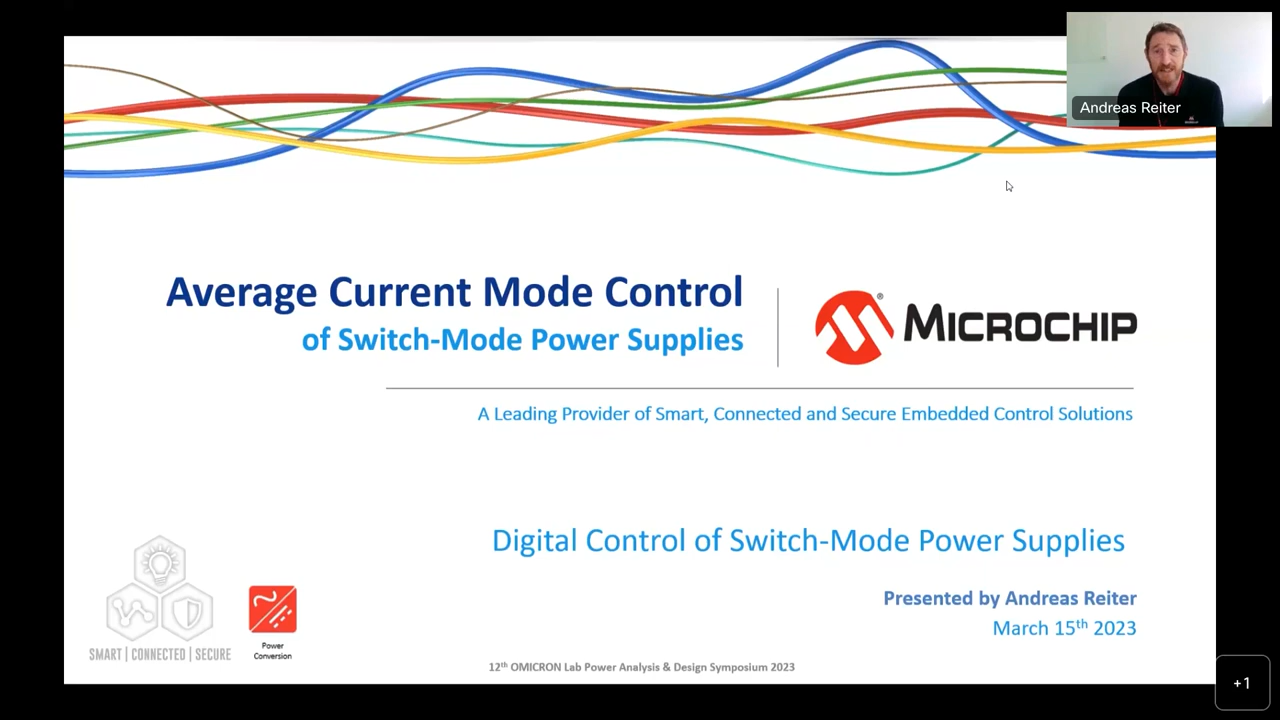 Andreas Reiter
Average Current Mode Control
of Switch-Mode Power Supplies
MICROCHIP
®
A Leading Provider of Smart, Connected and Secure Embedded Control Solutions
Digital Control of Switch-Mode Power Supplies
Presented by Andreas Reiter
March 15th 2023
SMART | CONNECTED | SECURE
Power
Conversion
12th OMICRON Lab Power Analysis & Design Symposium 2023
+1